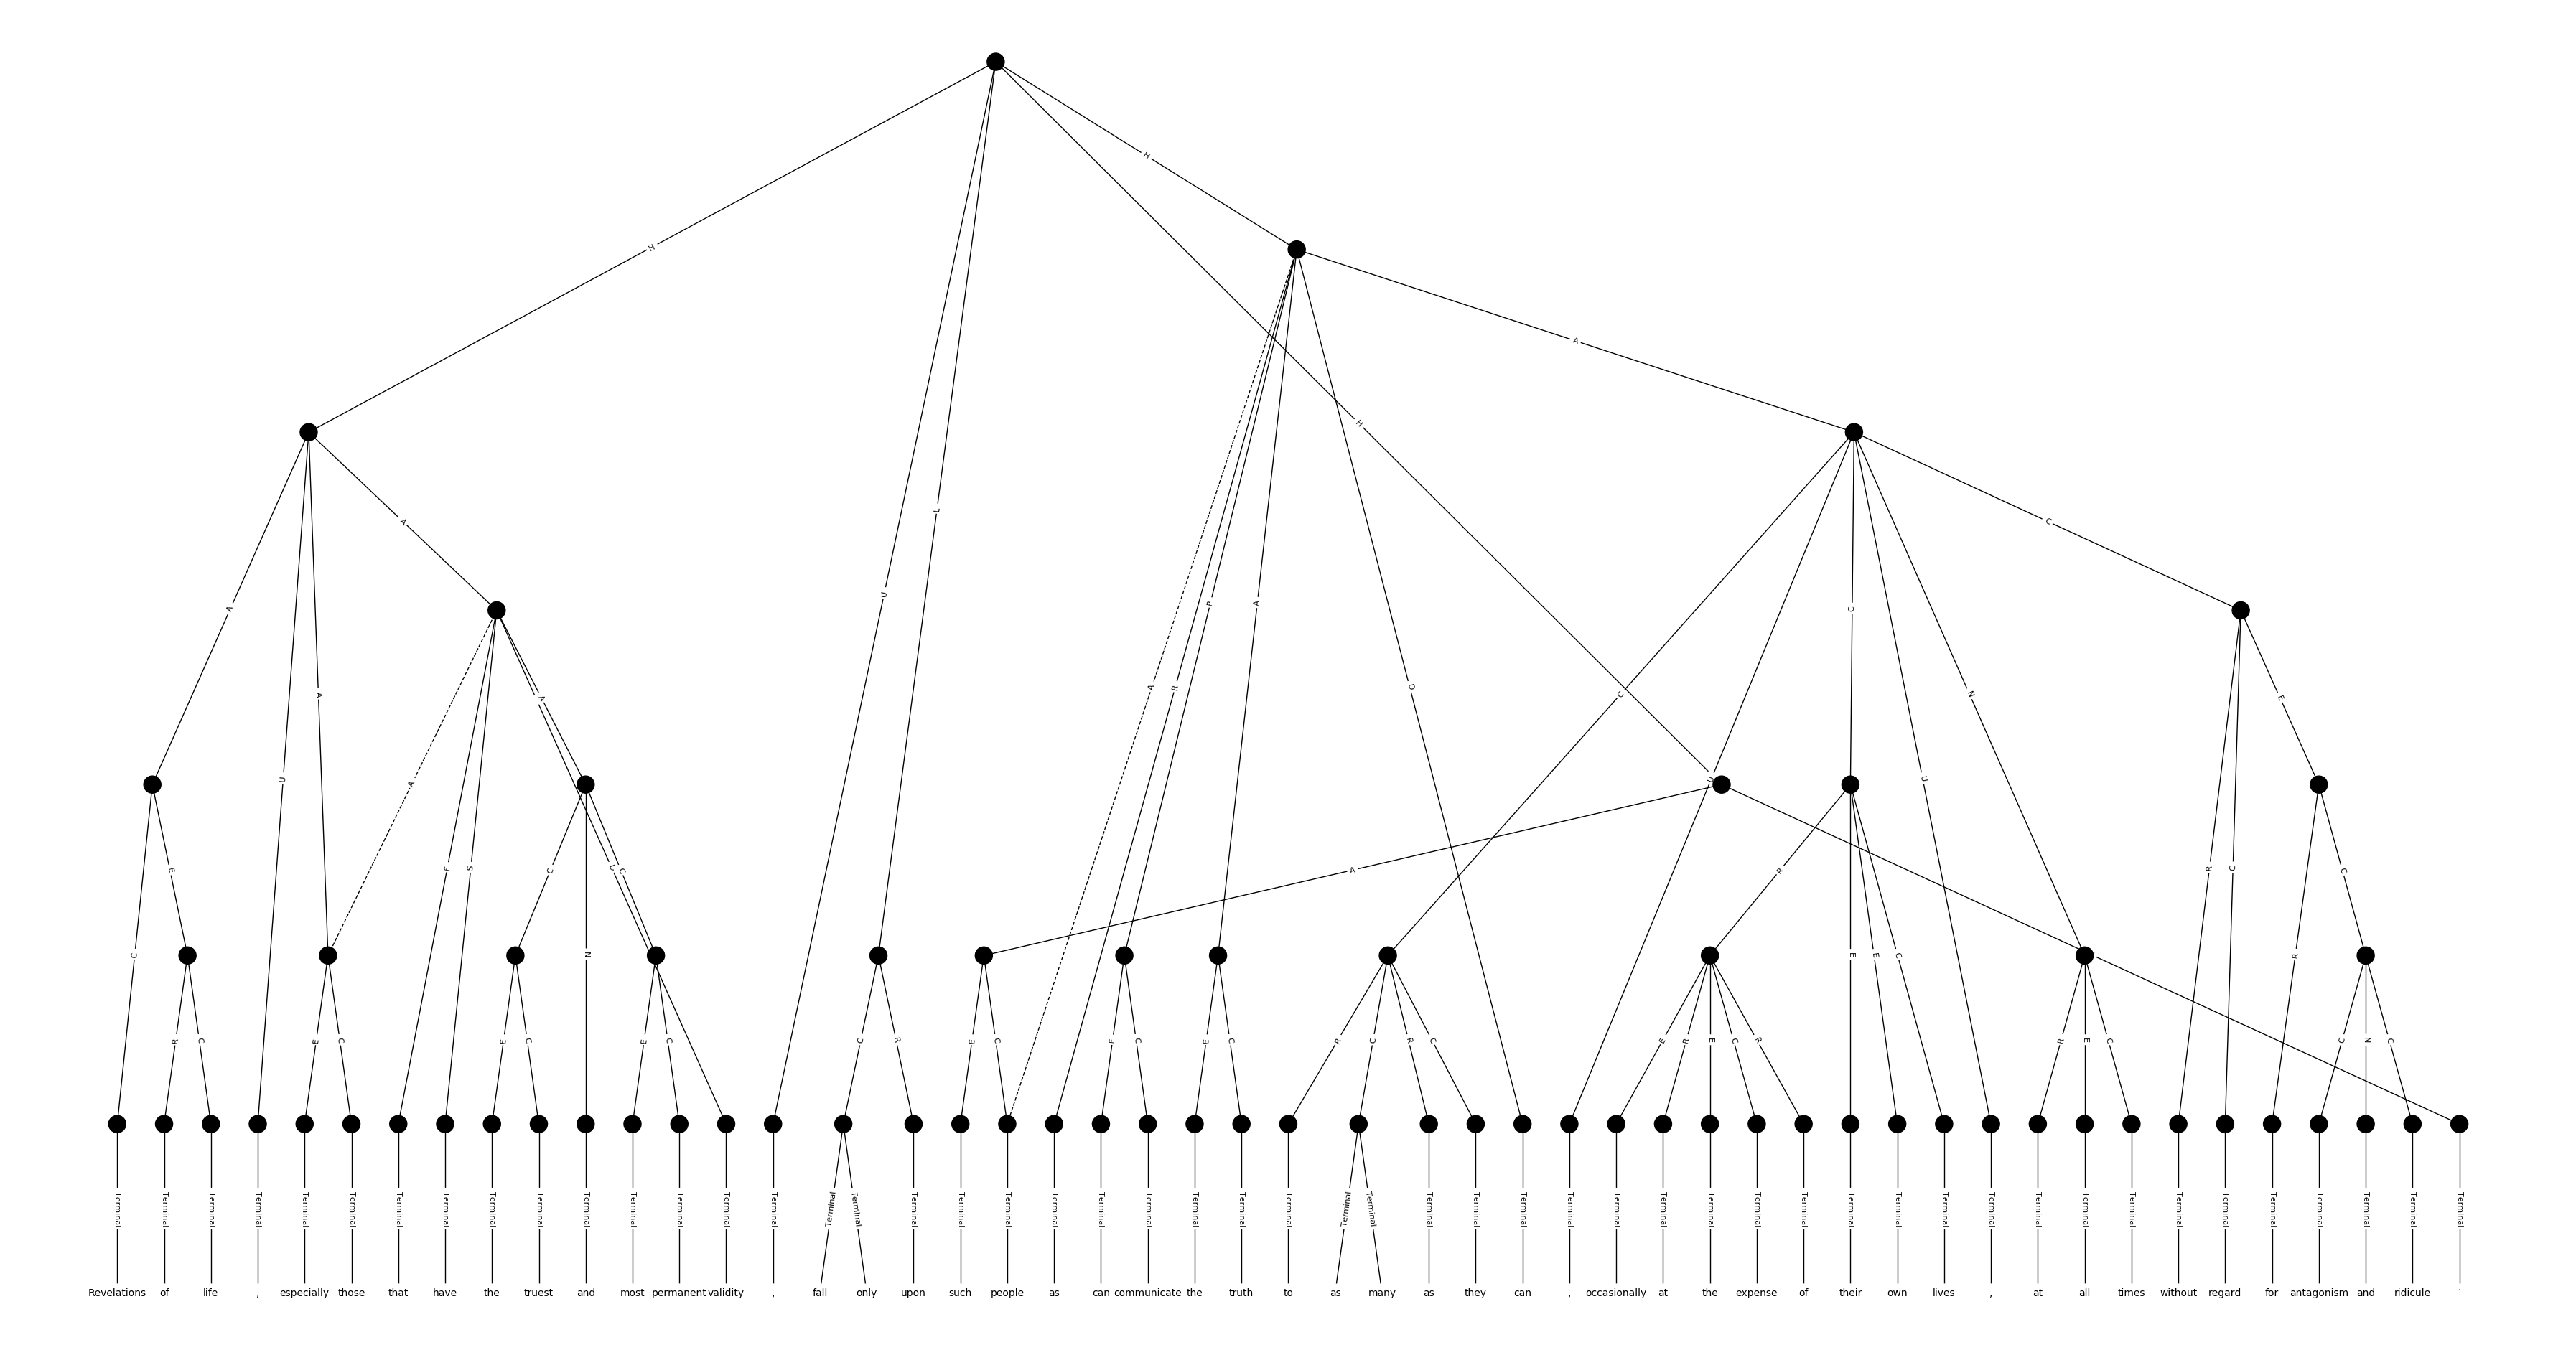 H
H
A
H
L A C
U P A A C
A R D A A C N E
U U U A
E F S C D C A R R C C
C N E E C R
R C E C E C E C C R E C F C E C R C R C E R E C R R E C C N C
Terminal Terminal Terminal Terminal Terminal Terminal Terminal Terminal Terminal Terminal Terminal Terminal Terminal Terminal Terminal Terminal Terminal Terminal Terminal Terminal Terminal Terminal Terminal Terminal Terminal Terminal Terminal Terminal Terminal Terminal Terminal Terminal Terminal Terminal Terminal Terminal Terminal Terminal Terminal Terminal Terminal Terminal Terminal Terminal Terminal Terminal Terminal Terminal Terminal Terminal Terminal
Revelations of life , especially those that have the truest and most permanent validity , fall only upon such people as can communicate the truth to as many as they can , occasionally at the expense of their own lives , at all times without regard for antagonism and ridicule .